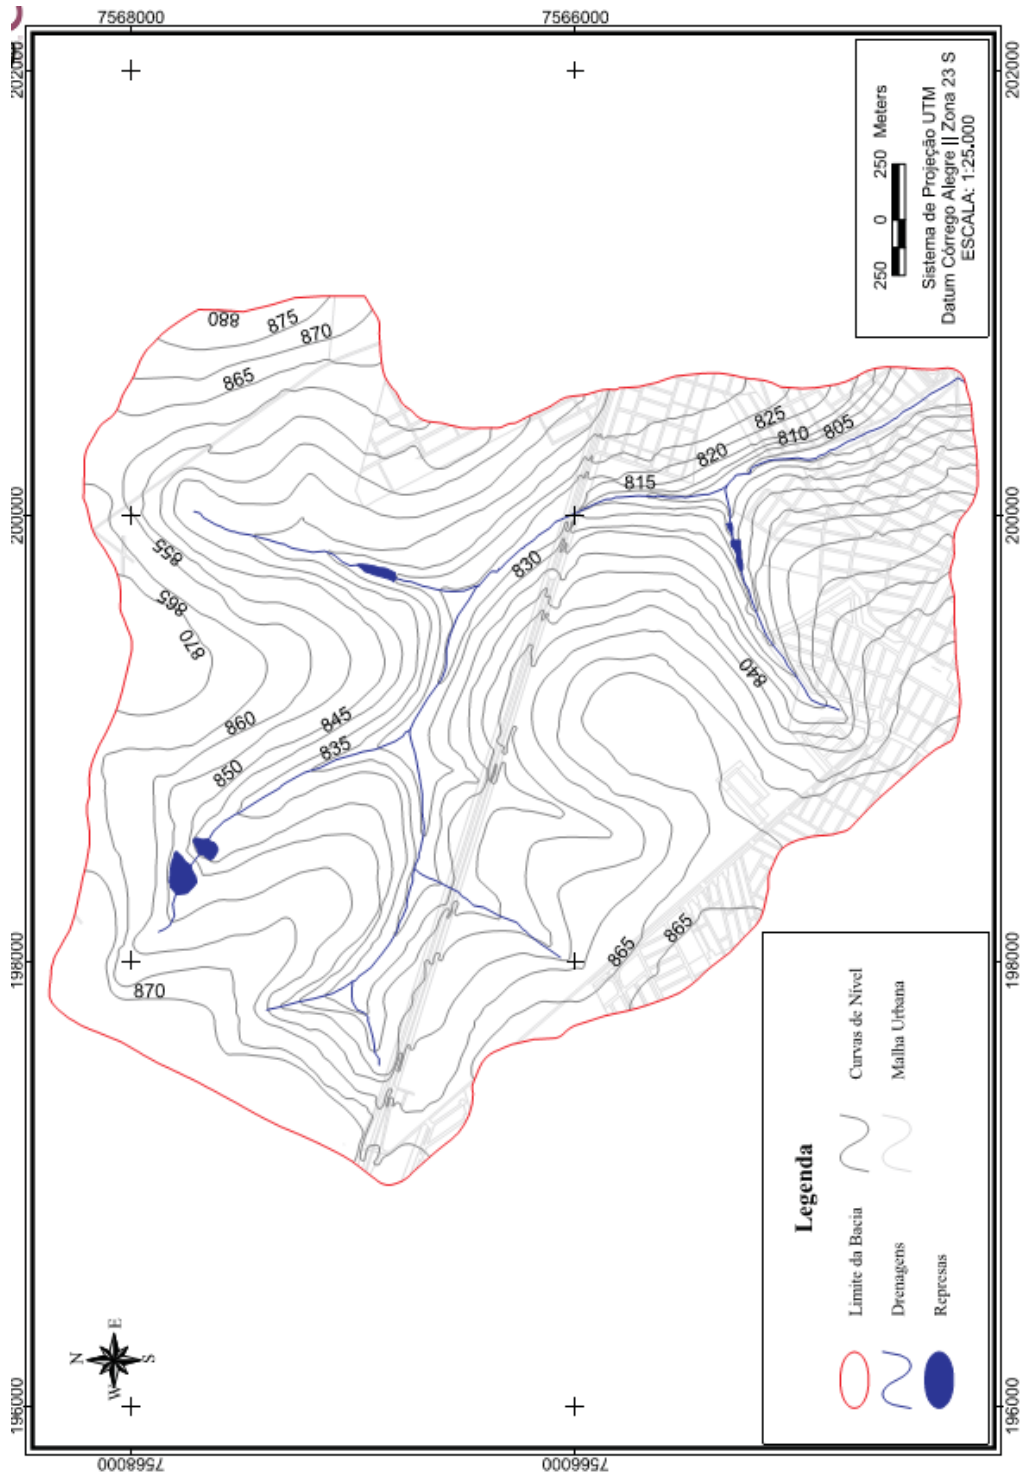 7568000
7566000
202000
202000
250 0 250 Meters
Sistema de Projeção UTM
Datum Córrego Alegre || Zona 23 S
ESCALA: 1:25.000
880
875
870
865
825
820
810
805
815
200000
200000
855
865
870
830
860
850
845
835
840
865
865
870
198000
198000
Legenda
Limite da Bacia
Drenagens
Represas
Curvas de Nível
Malha Urbana
N
W E
S
196000
196000
7568000
7566000